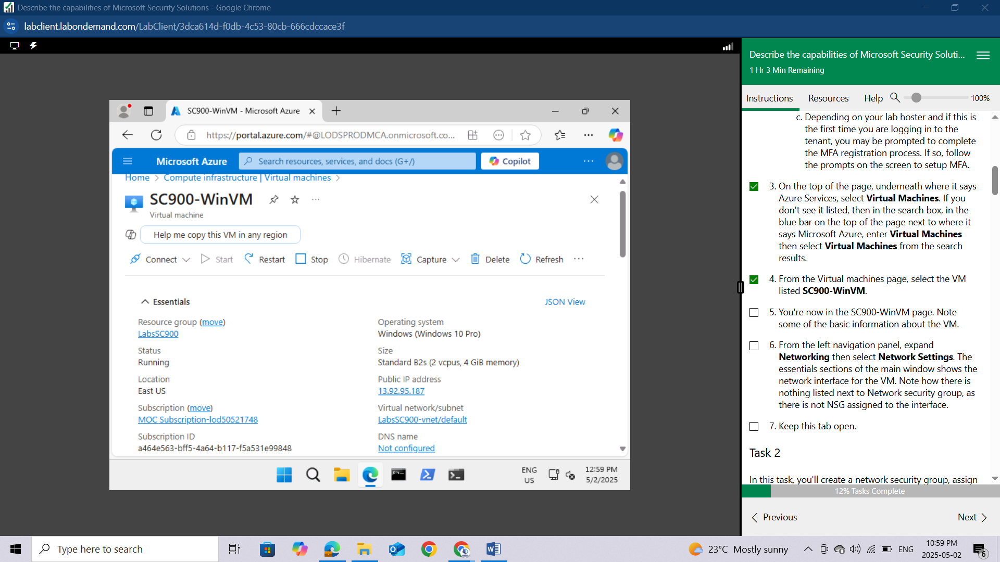 Describe the capabilities of Microsoft Security Solutions - Google Chrome
labclient.labondemand.com/LabClient/3dca614d-f0db-4c53-80cb-666cdccace3f
SC900-WinVM - Microsoft Azure
https://portal.azure.com/#@LODSPRODMCA.onmicrosoft.co...
Microsoft Azure
Search resources, services, and docs (G+/)
Copilot
Home > Compute infrastructure | Virtual machines >
SC900-WinVM
Virtual machine
Help me copy this VM in any region
Connect
Start
Restart
Stop
Hibernate
Capture
Delete
Refresh
Essentials
JSON View
Resource group (move)
LabsSC900
Status
Running
Location
East US
Subscription (move)
MOC Subscription-lod50521748
Subscription ID
a464e563-bff5-4a64-b117-f5a531e99848
Operating system
Windows (Windows 10 Pro)
Size
Standard B2s (2 vcpus, 4 GiB memory)
Public IP address
13.92.95.187
Virtual network/subnet
LabsSC900-vnet/default
DNS name
Not configured
ENG
US
12:59 PM
5/2/2025
Describe the capabilities of Microsoft Security Soluti...
1 Hr 3 Min Remaining
Instructions
Resources
Help
100%
c. Depending on your lab hoster and if this is
the first time you are logging in to the
tenant, you may be prompted to complete
the MFA registration process. If so, follow
the prompts on the screen to setup MFA.
3. On the top of the page, underneath where it says
Azure Services, select Virtual Machines. If you
don't see it listed, then in the search box, in the
blue bar on the top of the page next to where it
says Microsoft Azure, enter Virtual Machines
then select Virtual Machines from the search
results.
4. From the Virtual machines page, select the VM
listed SC900-WinVM.
5. You're now in the SC900-WinVM page. Note
some of the basic information about the VM.
6. From the left navigation panel, expand
Networking then select Network Settings. The
essentials sections of the main window shows the
network interface for the VM. Note how there is
nothing listed next to Network security group, as
there is not NSG assigned to the interface.
7. Keep this tab open.
Task 2
In this task, you'll create a network security group, assign
12% Tasks Complete
Previous
Next
Type here to search
23°C Mostly sunny
ENG
10:59 PM
2025-05-02
6